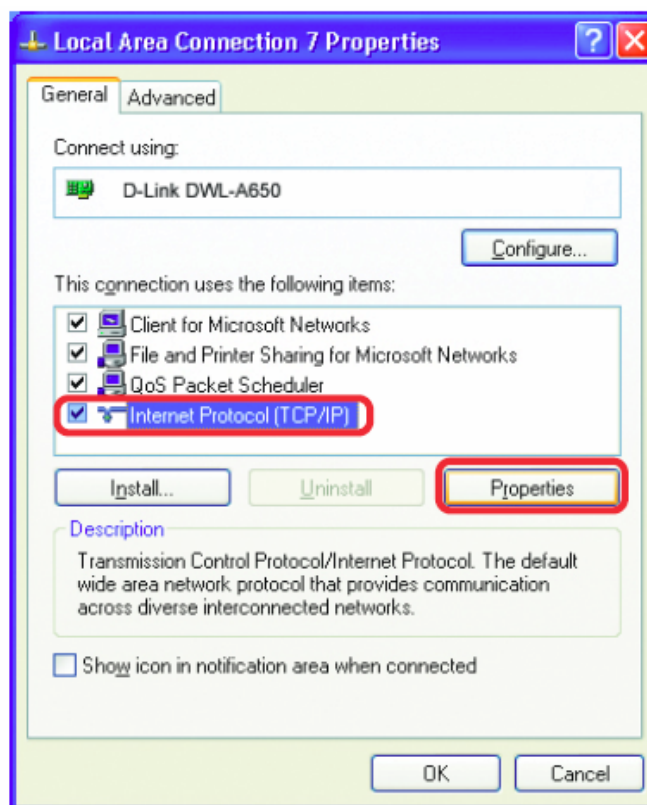 Local Area Connection 7 Properties
General
Advanced
Connect using:
D-Link DWL-A650
Configure...
This connection uses the following items:
Client for Microsoft Networks
File and Printer Sharing for Microsoft Networks
QoS Packet Scheduler
Internet Protocol (TCP/IP)
Install...
Uninstall
Properties
Description
Transmission Control Protocol/Internet Protocol. The default
wide area network protocol that provides communication
across diverse interconnected networks.
Show icon in notification area when connected
OK
Cancel